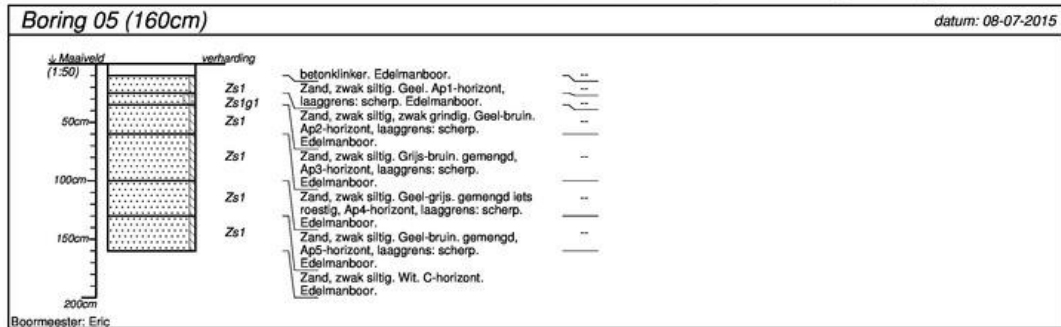 Boring 05 (160cm)
datum: 08-07-2015
↓ Maaiveld
verharding
(1:50)
betonklinker. Edelmanboor.
--
Zs1
Zand, zwak siltig. Geel. Ap1-horizont,
--
Zs1g1
laaggrens: scherp. Edelmanboor.
--
50cm
Zs1
Zand, zwak siltig, zwak grindig. Geel-bruin.
--
Ap2-horizont, laaggrens: scherp.
Edelmanboor.
Zs1
Zand, zwak siltig. Grijs-bruin. gemengd,
--
Ap3-horizont, laaggrens: scherp.
100cm
Edelmanboor.
Zs1
Zand, zwak siltig. Geel-grijs. gemengd iets
--
roestig, Ap4-horizont, laaggrens: scherp.
Edelmanboor.
150cm
Zs1
Zand, zwak siltig. Geel-bruin. gemengd,
--
Ap5-horizont, laaggrens: scherp.
Edelmanboor.
Zand, zwak siltig. Wit. C-horizont.
Edelmanboor.
200cm
Boormeester: Eric